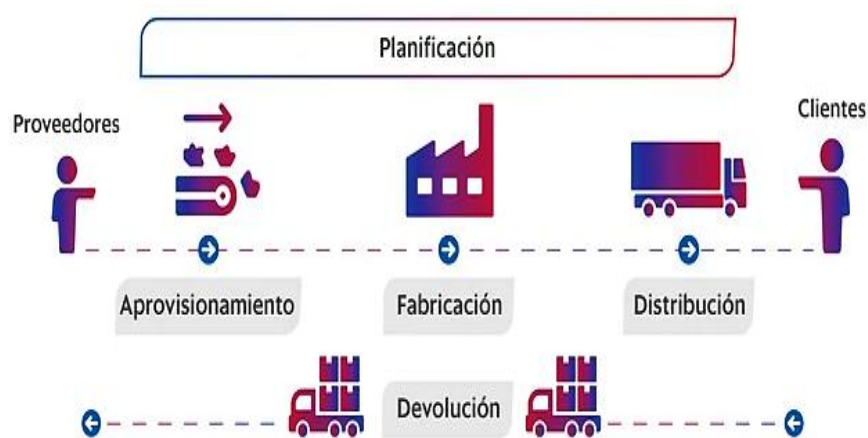 Planificación
Proveedores
Clientes
Aprovisionamiento
Fabricación
Distribución
Devolución